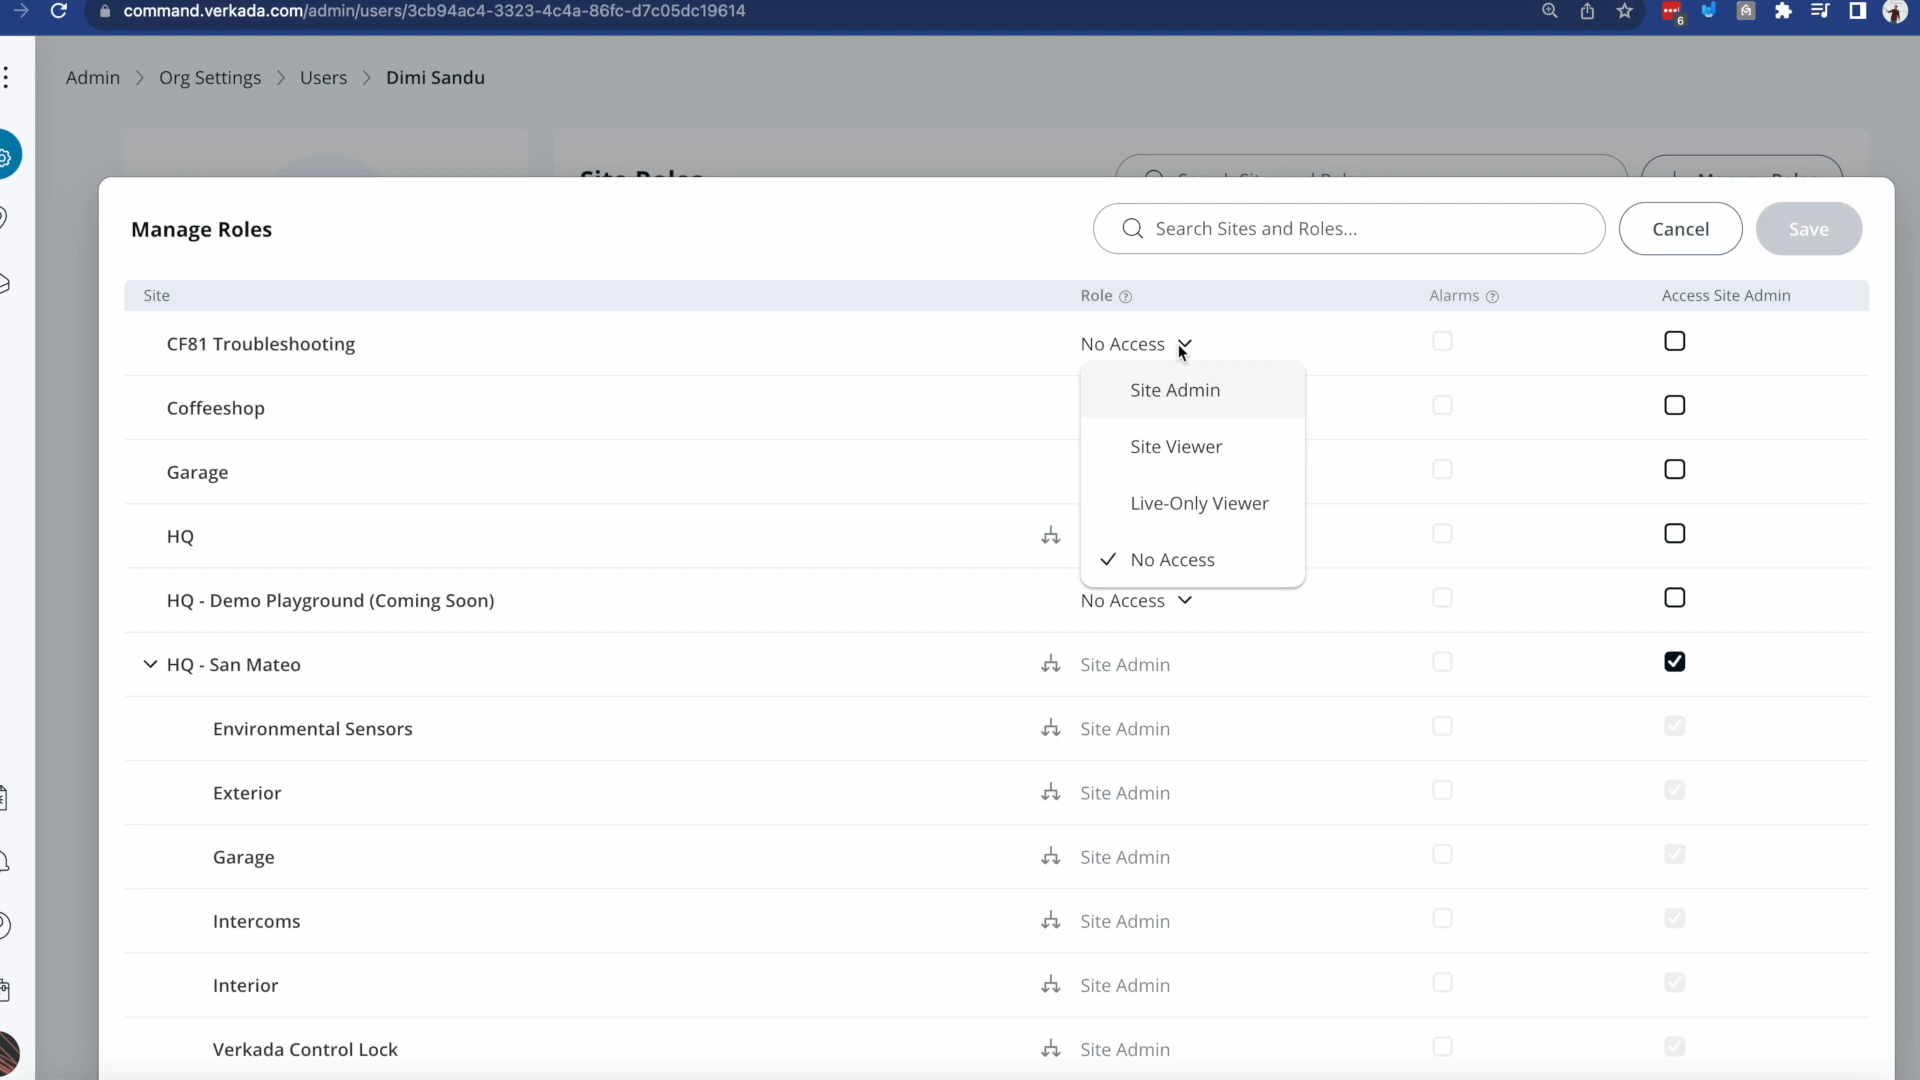 command.verkada.com/admin/users/3cb94ac4-3323-4c4a-86fc-d7c05dc19614
6
Admin > Org Settings > Users > Dimi Sandu
Manage Roles
Search Sites and Roles...
Cancel
Save
Site
Role ?
Alarms ?
Access Site Admin
CF81 Troubleshooting
No Access
Site Admin
Coffeeshop
Site Viewer
Garage
Live-Only Viewer
HQ
No Access
HQ - Demo Playground (Coming Soon)
No Access
HQ - San Mateo
Site Admin
Environmental Sensors
Site Admin
Exterior
Site Admin
Garage
Site Admin
Intercoms
Site Admin
Interior
Site Admin
Verkada Control Lock
Site Admin